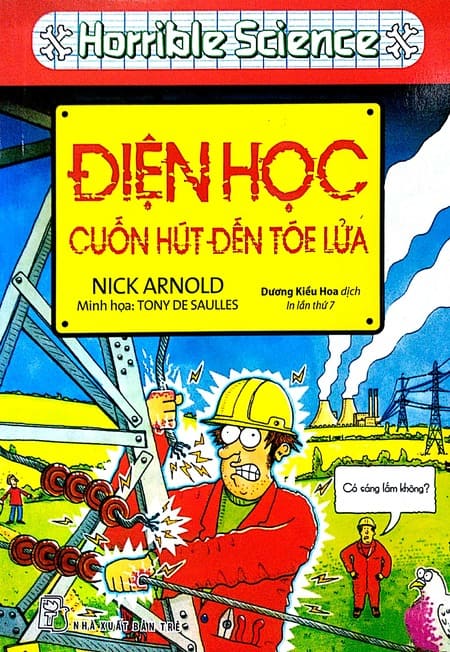 Horrible Science
ĐIỆN HỌC
CUỐN HÚT ĐẾN TÓE LỬA
NICK ARNOLD
Minh họa: TONY DE SAULLES
Dương Kiều Hoa dịch
In lần thứ 7
Có sáng lắm không?
NHÀ XUẤT BẢN TRẺ